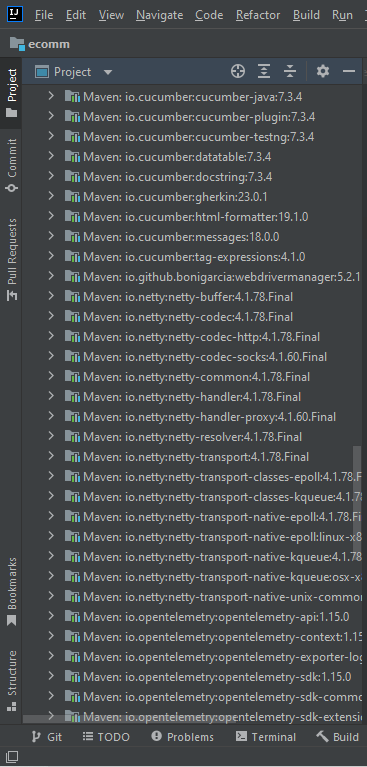 File Edit View Navigate Code Refactor Build Run
ecomm
Project
Project
Commit
Pull Requests
Maven: io.cucumber:cucumber-java:7.3.4
Maven: io.cucumber:cucumber-plugin:7.3.4
Maven: io.cucumber:cucumber-testng:7.3.4
Maven: io.cucumber:datatable:7.3.4
Maven: io.cucumber:docstring:7.3.4
Maven: io.cucumber:gherkin:23.0.1
Maven: io.cucumber:html-formatter:19.1.0
Maven: io.cucumber:messages:18.0.0
Maven: io.cucumber:tag-expressions:4.1.0
Maven: io.github.bonigarcia:webdrivermanager:5.2.1
Maven: io.netty:netty-buffer:4.1.78.Final
Maven: io.netty:netty-codec:4.1.78.Final
Maven: io.netty:netty-codec-http:4.1.78.Final
Maven: io.netty:netty-codec-socks:4.1.60.Final
Maven: io.netty:netty-common:4.1.78.Final
Maven: io.netty:netty-handler:4.1.78.Final
Maven: io.netty:netty-handler-proxy:4.1.60.Final
Maven: io.netty:netty-resolver:4.1.78.Final
Maven: io.netty:netty-transport:4.1.78.Final
Maven: io.netty:netty-transport-classes-epoll:4.1.78.F
Maven: io.netty:netty-transport-classes-kqueue:4.1.7
Maven: io.netty:netty-transport-native-epoll:4.1.78.Fi
Maven: io.netty:netty-transport-native-epoll:linux-x8
Maven: io.netty:netty-transport-native-kqueue:4.1.78
Maven: io.netty:netty-transport-native-kqueue:osx-x
Maven: io.netty:netty-transport-native-unix-commo
Maven: io.opentelemetry:opentelemetry-api:1.15.0
Maven: io.opentelemetry:opentelemetry-context:1.15
Maven: io.opentelemetry:opentelemetry-exporter-log
Maven: io.opentelemetry:opentelemetry-sdk:1.15.0
Maven: io.opentelemetry:opentelemetry-sdk-commo
Maven: io.opentelemetry:opentelemetry-sdk-extensi
Bookmarks
Structure
Git TODO Problems Terminal Build